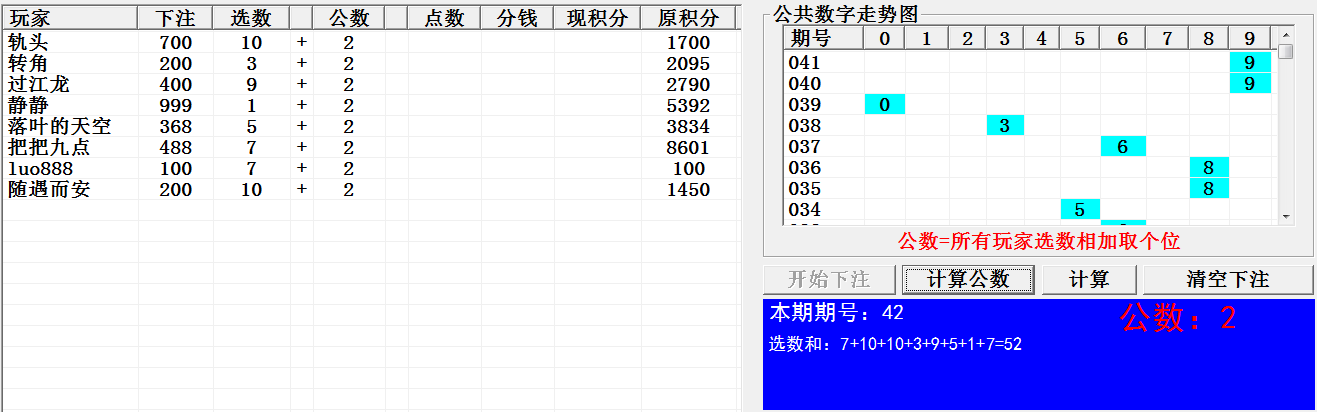 玩家 下注 选数 公数 点数 分钱 现积分 原积分
轨头 700 10 + 2 1700
转角 200 3 + 2 2095
过江龙 400 9 + 2 2790
静静 999 1 + 2 5392
落叶的天空 368 5 + 2 3834
把把九点 488 7 + 2 8601
luo888 100 7 + 2 100
随遇而安 200 10 + 2 1450
公共数字走势图
期号 0 1 2 3 4 5 6 7 8 9
041 9
040 9
039 0
038 3
037 6
036 8
035 8
034 5
公数=所有玩家选数相加取个位
开始下注 计算公数 计算 清空下注
本期期号：42 公数：2
选数和：7+10+10+3+9+5+1+7=52